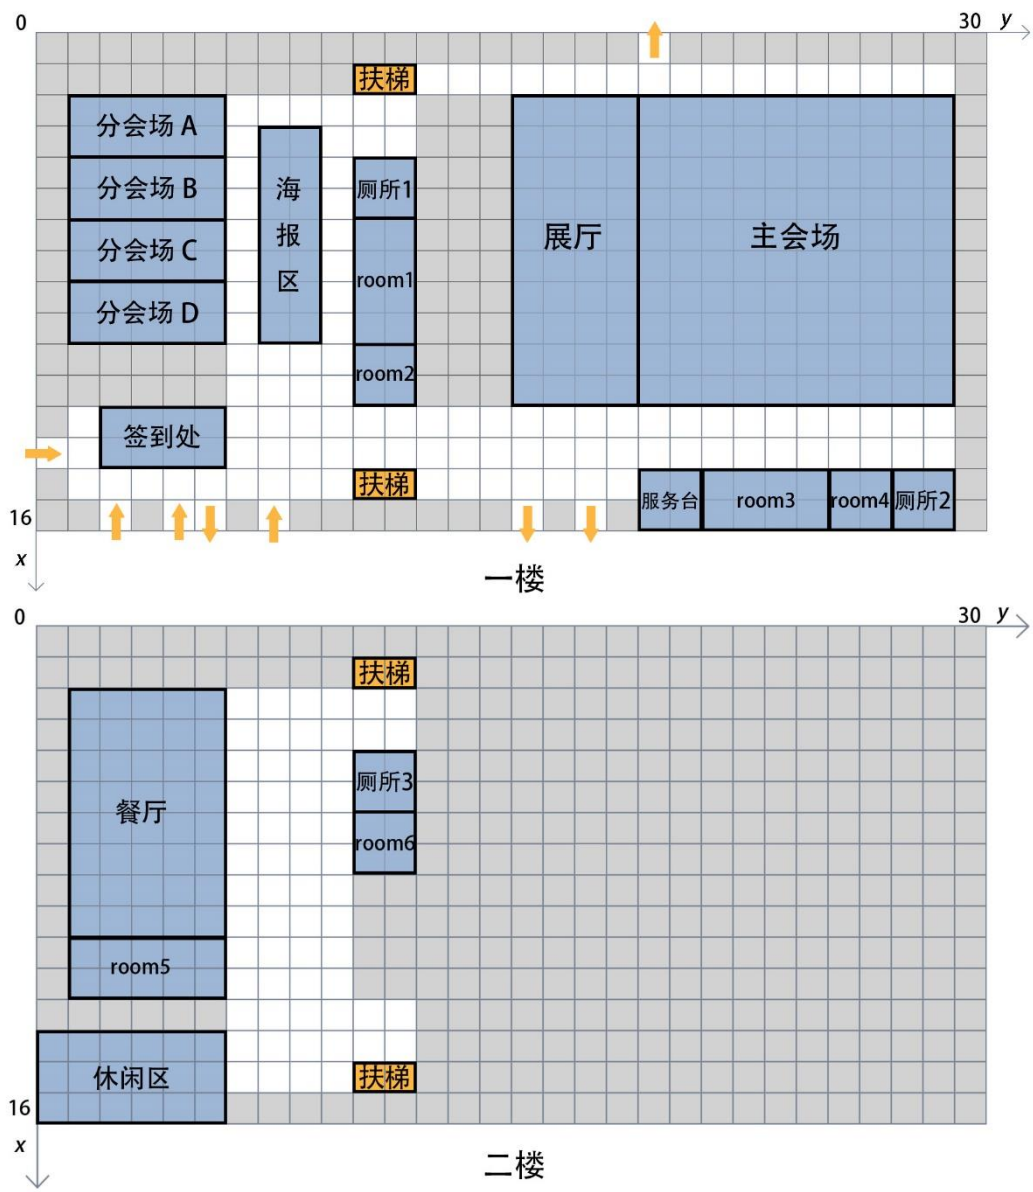 0
30 y
扶梯
分会场 A
分会场 B
分会场 C
分会场 D
海报区
厕所1
room1
room2
展厅
主会场
签到处
扶梯
服务台
room3
room4
厕所2
16
x
一楼
0
30 y
扶梯
餐厅
厕所3
room6
room5
休闲区
扶梯
16
x
二楼